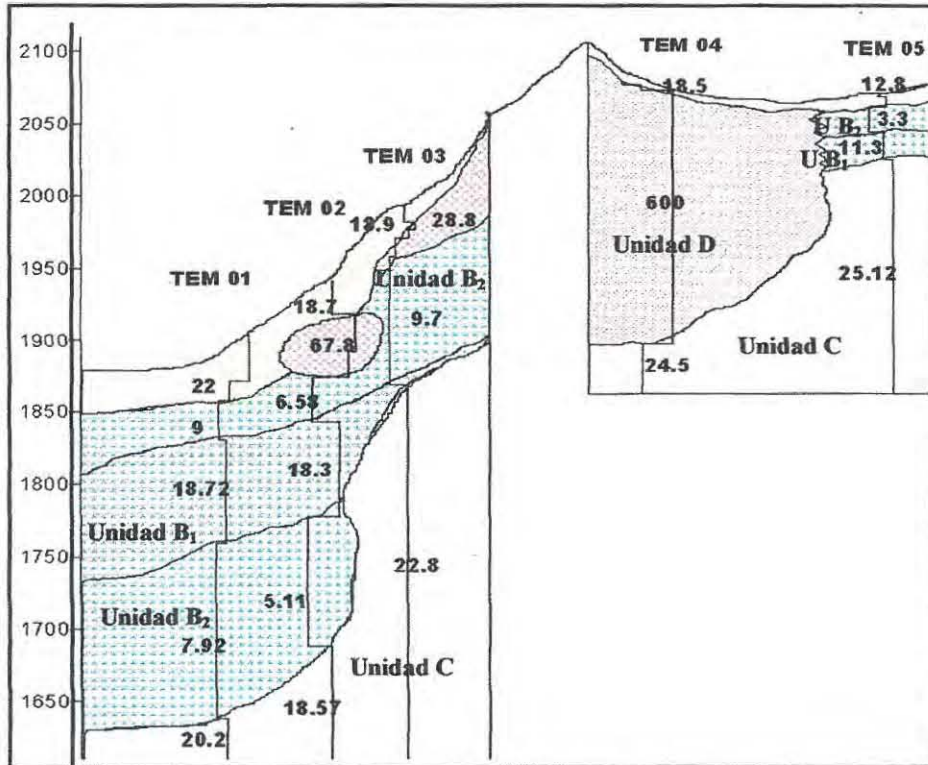 2100
2050
2000
1950
1900
1850
1800
1750
1700
1650
TEM 01
TEM 02
TEM 03
TEM 04
TEM 05
18.5
12.8
U B2
3.3
U B1
11.3
600
Unidad D
25.12
Unidad C
24.5
18.9
28.8
Unidad B2
18.7
9.7
67.8
22
6.58
9
18.72
18.3
Unidad B1
22.8
Unidad B2
5.11
7.92
Unidad C
18.57
20.2